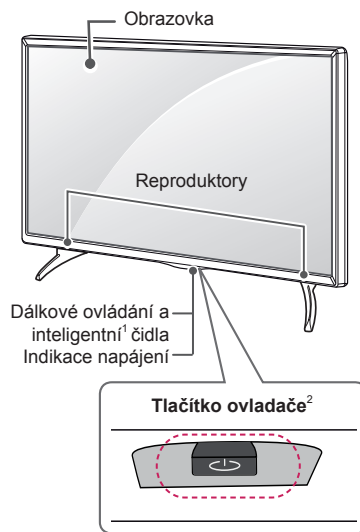 Obrazovka
Reproduktory
Dálkové ovládání a
inteligentní¹ čidla
Indikace napájení
Tlačítko ovladače²